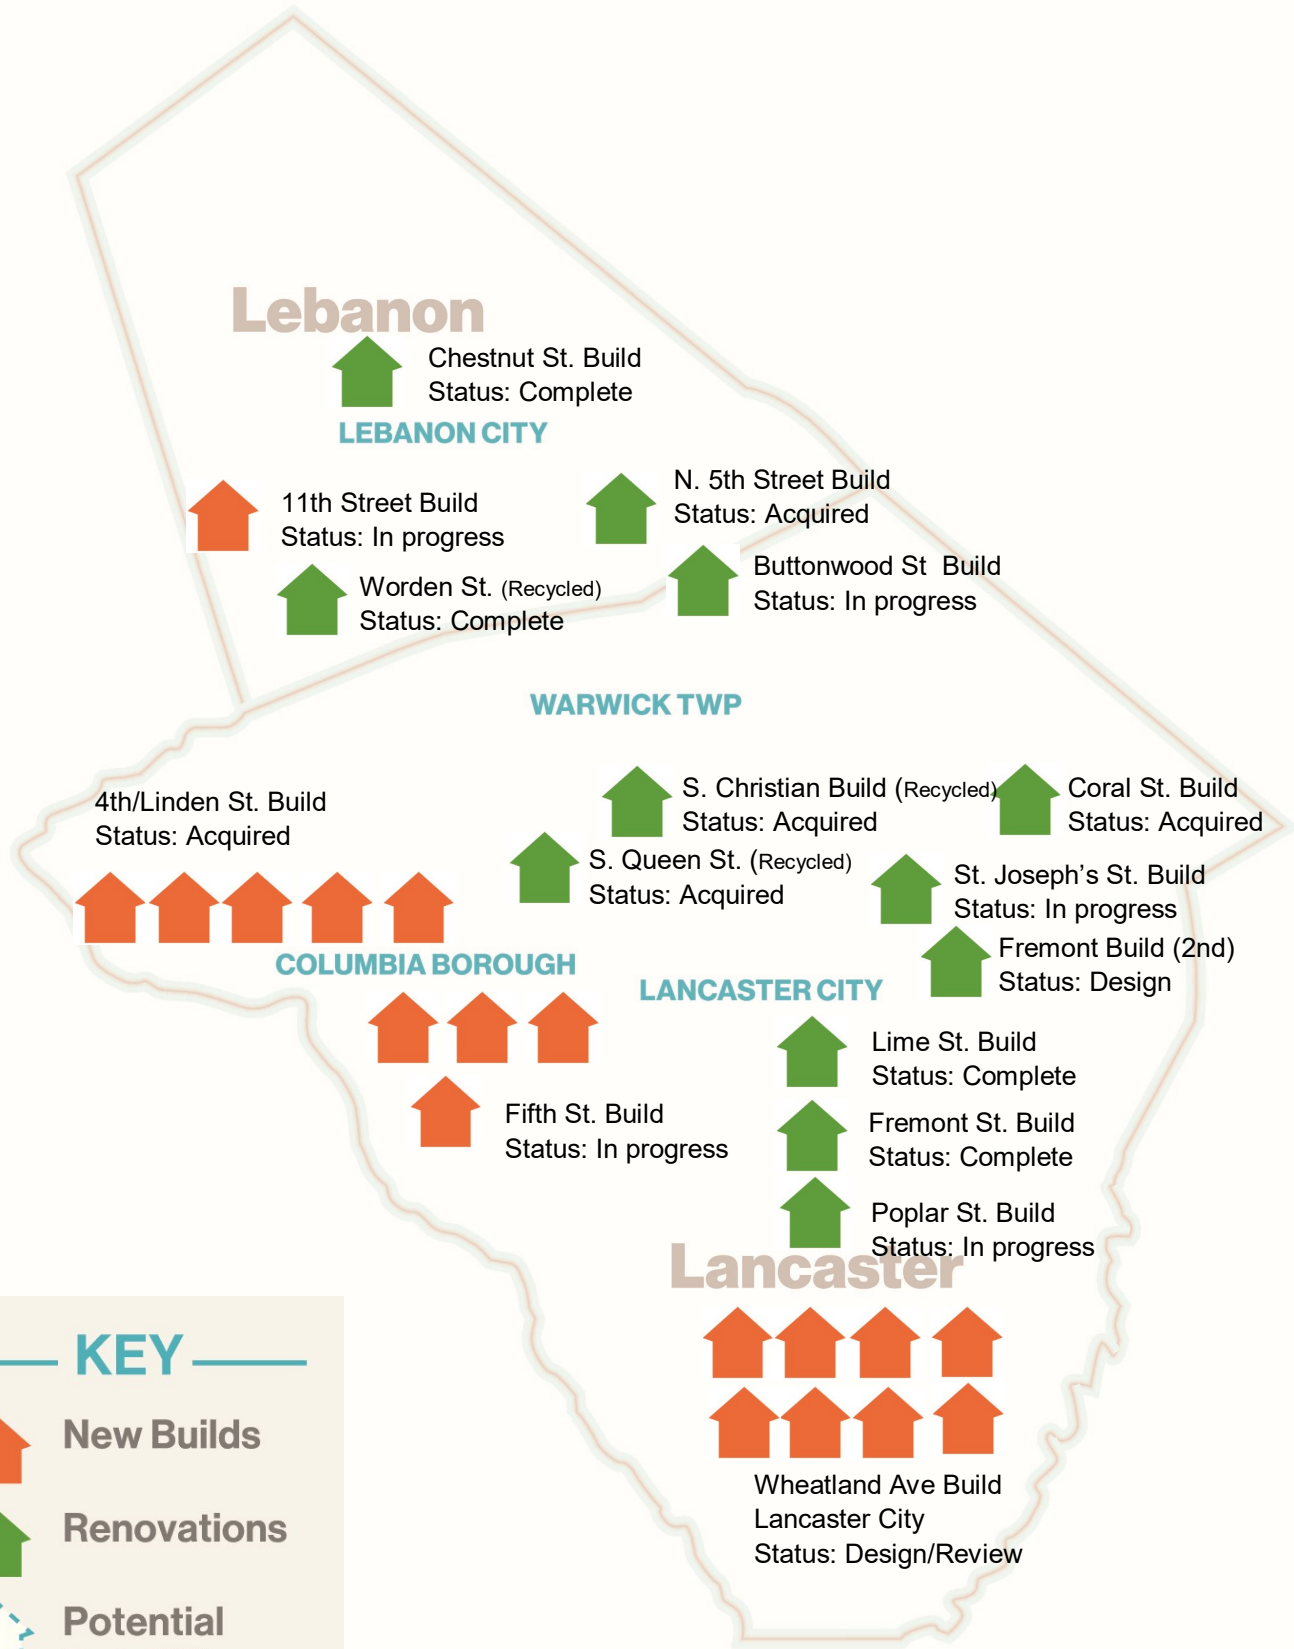 Lebanon
Chestnut St. Build
Status: Complete
LEBANON CITY
11th Street Build
Status: In progress
N. 5th Street Build
Status: Acquired
Worden St. (Recycled)
Status: Complete
Buttonwood St  Build
Status: In progress
WARWICK TWP
4th/Linden St. Build
Status: Acquired
S. Christian Build (Recycled)
Status: Acquired
Coral St. Build
Status: Acquired
S. Queen St. (Recycled)
Status: Acquired
St. Joseph’s St. Build
Status: In progress
Fremont Build (2nd)
Status: Design
COLUMBIA BOROUGH
LANCASTER CITY
Lime St. Build
Status: Complete
Fifth St. Build
Status: In progress
Fremont St. Build
Status: Complete
Poplar St. Build
Status: In progress
Lancaster
Wheatland Ave Build
Lancaster City
Status: Design/Review
KEY
New Builds
Renovations
Potential